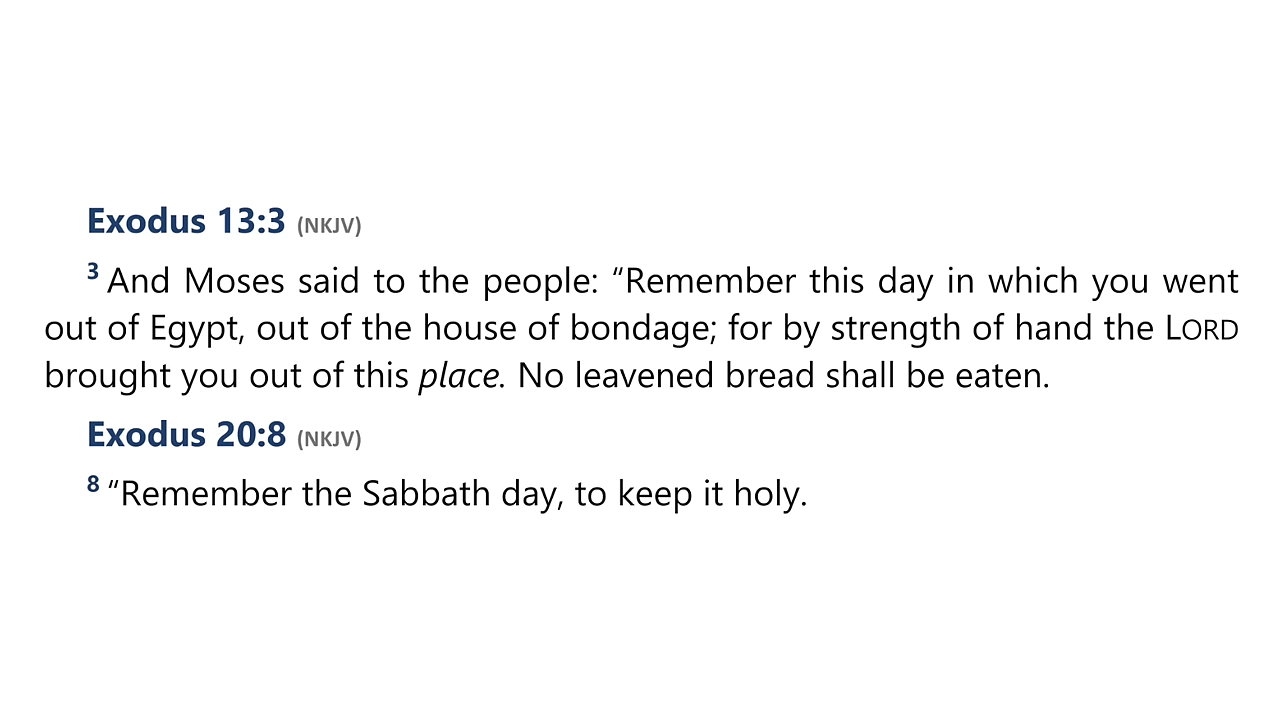 Exodus 13:3 (NKJV)
3 And Moses said to the people: “Remember this day in which you went
out of Egypt, out of the house of bondage; for by strength of hand the LORD
brought you out of this place. No leavened bread shall be eaten.
Exodus 20:8 (NKJV)
8 “Remember the Sabbath day, to keep it holy.